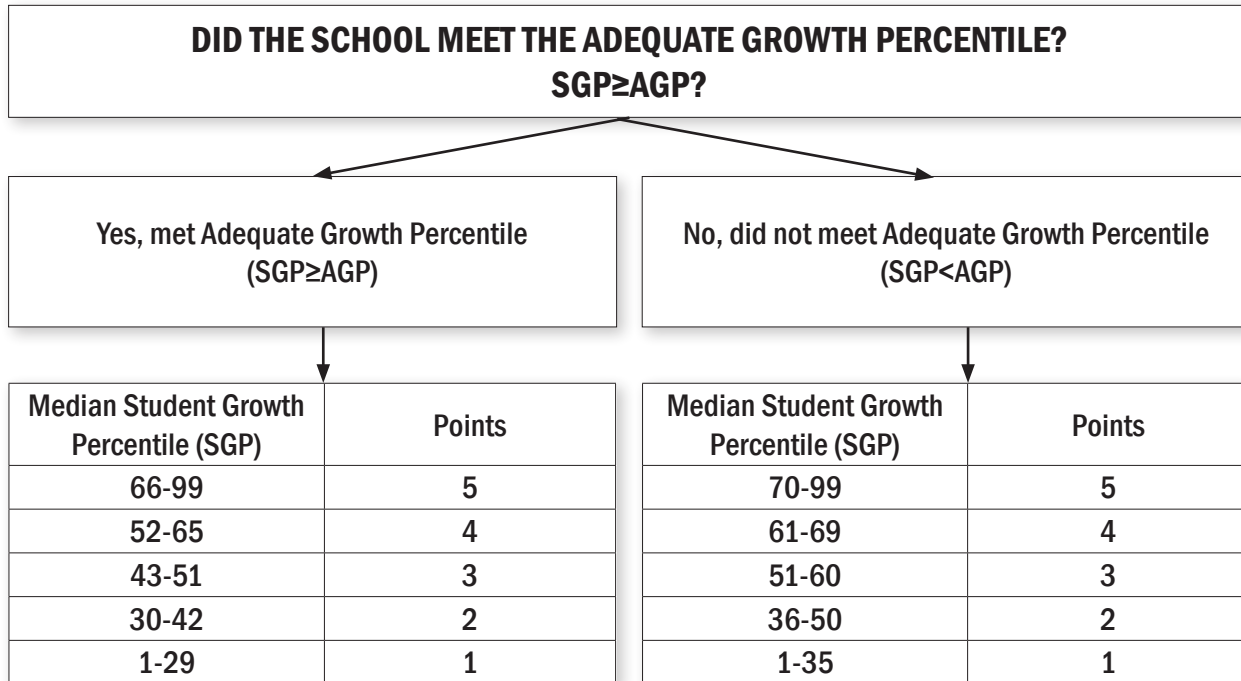 DID THE SCHOOL MEET THE ADEQUATE GROWTH PERCENTILE?
SGP≥AGP?
Yes, met Adequate Growth Percentile
(SGP≥AGP)
No, did not meet Adequate Growth Percentile
(SGP<AGP)
Median Student Growth
Percentile (SGP)
Points
66-99 5
52-65 4
43-51 3
30-42 2
1-29 1
Median Student Growth
Percentile (SGP)
Points
70-99 5
61-69 4
51-60 3
36-50 2
1-35 1